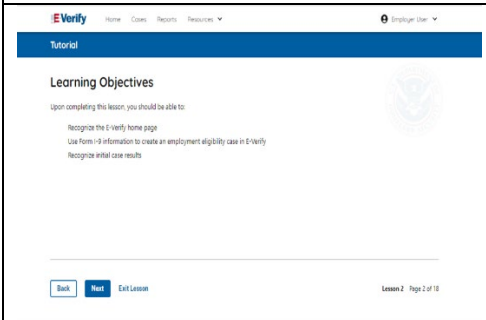 E-Verify Home Cases Reports Resources Employer User
Tutorial
Learning Objectives
Upon completing this lesson, you should be able to:
Recognize the E-Verify home page
Use Form I-9 information to create an employment eligibility case in E-Verify
Recognize initial case results
Back Next Exit Lesson Lesson 2 Page 2 of 18